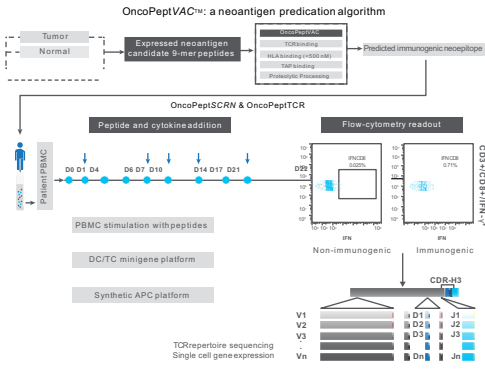 OncoPeptVAC™: a neoantigen predication algorithm
Tumor
Normal
Expressed neoantigen
candidate 9-mer peptides
OncoPeptVAC
TCR binding
HLA binding (<500 nM)
TAP binding
Proteolytic Processing
Predicted immunogenic neoepitope
OncoPeptSCRN & OncoPeptTCR
Peptide and cytokine addition
Flow-cytometry readout
Patient PBMC
D0 D1 D4 D6 D7 D10 D14 D17 D21 D22
IFNCD8
0.025%
IFNCD8
0.71%
IFN
IFN
CD3+/CD8+/IFN-γ+
Non-immunogenic
Immunogenic
PBMC stimulation with peptides
DC/TC minigene platform
Synthetic APC platform
CDR-H3
V1 D1 J1
V2 D2 J2
V3 D3 J3
Vn Dn Jn
TCR repertoire sequencing
Single cell gene expression